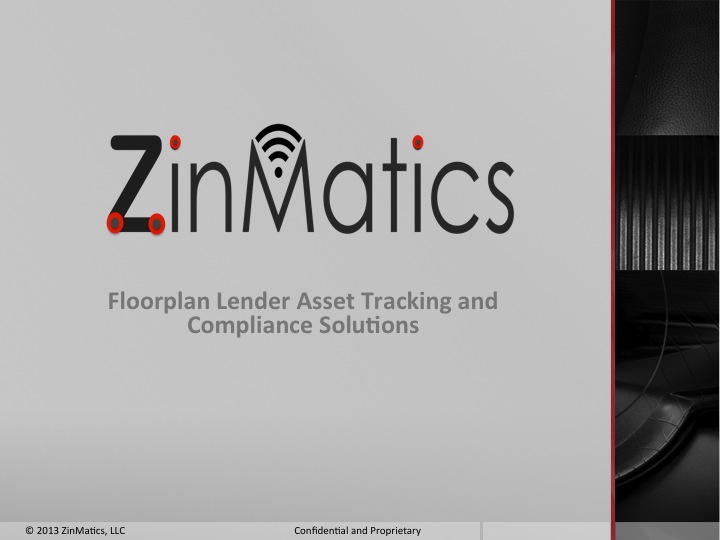 ZinMatics
Floorplan Lender Asset Tracking and
Compliance Solutions
© 2013 ZinMatics, LLC
Confidential and Proprietary